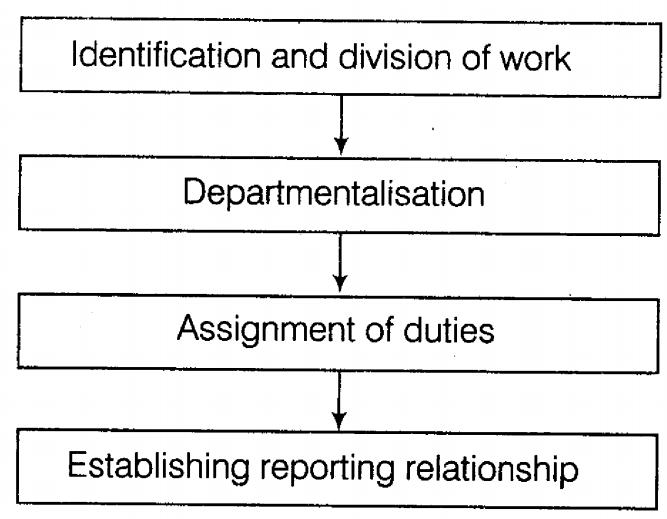 Identification and division of work
Departmentalisation
Assignment of duties
Establishing reporting relationship